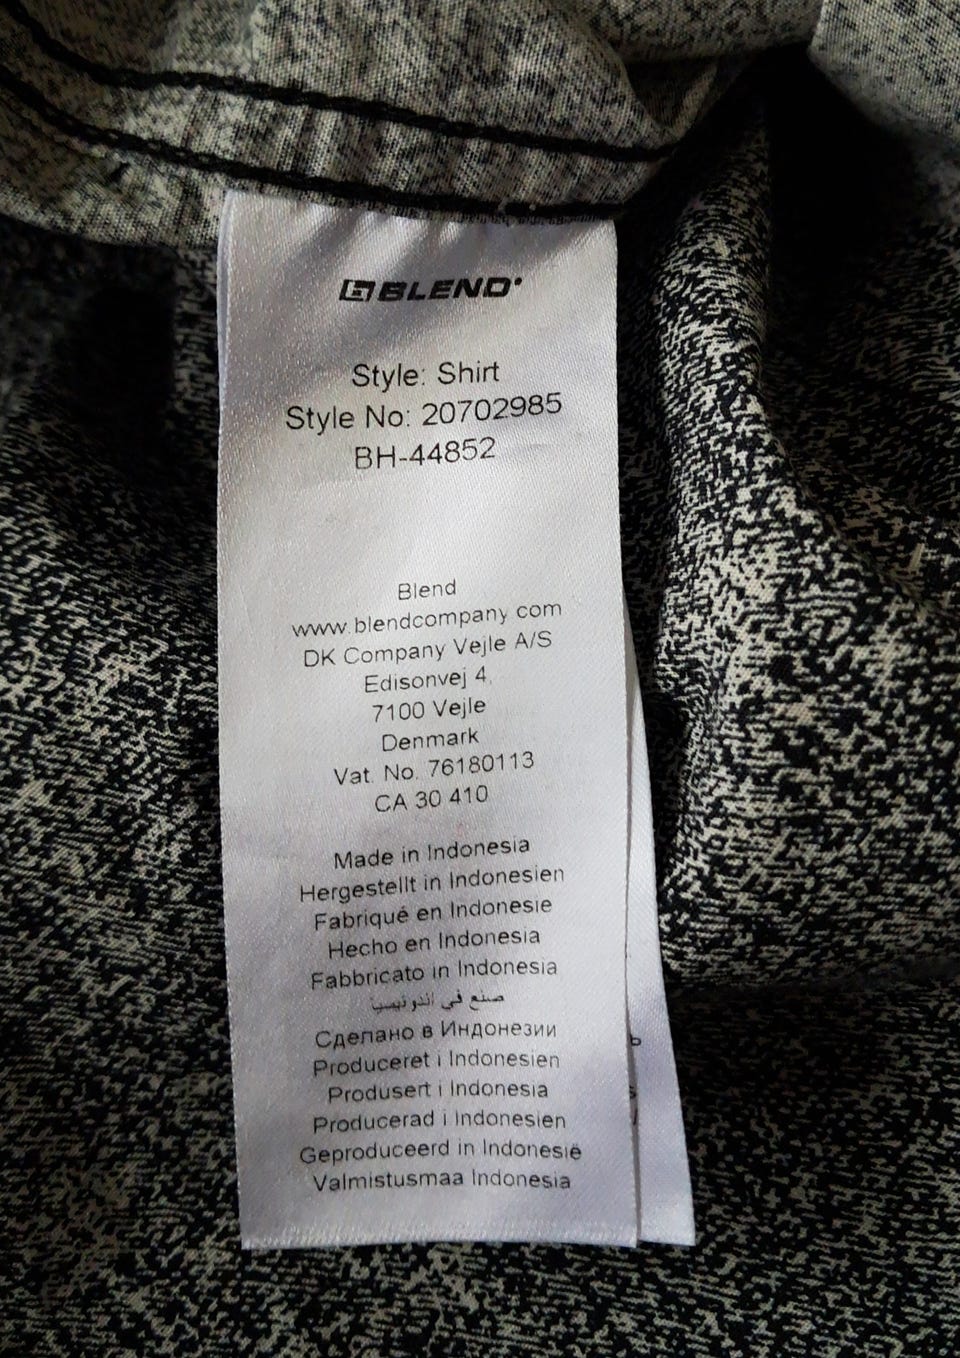 BLEND
Style: Shirt
Style No: 20702985
BH-44852
Blend
www.blendcompany.com
DK Company Vejle A/S
Edisonvej 4,
7100 Vejle
Denmark
Vat. No. 76180113
CA 30 410
Made in Indonesia
Hergestellt in Indonesien
Fabriqué en Indonesie
Hecho en Indonesia
Fabbricato in Indonesia
صنع في اندونيسيا
Сделано в Индонезии
Produceret i Indonesien
Produsert i Indonesia
Producerad i Indonesien
Geproduceerd in Indonesië
Valmistusmaa Indonesia